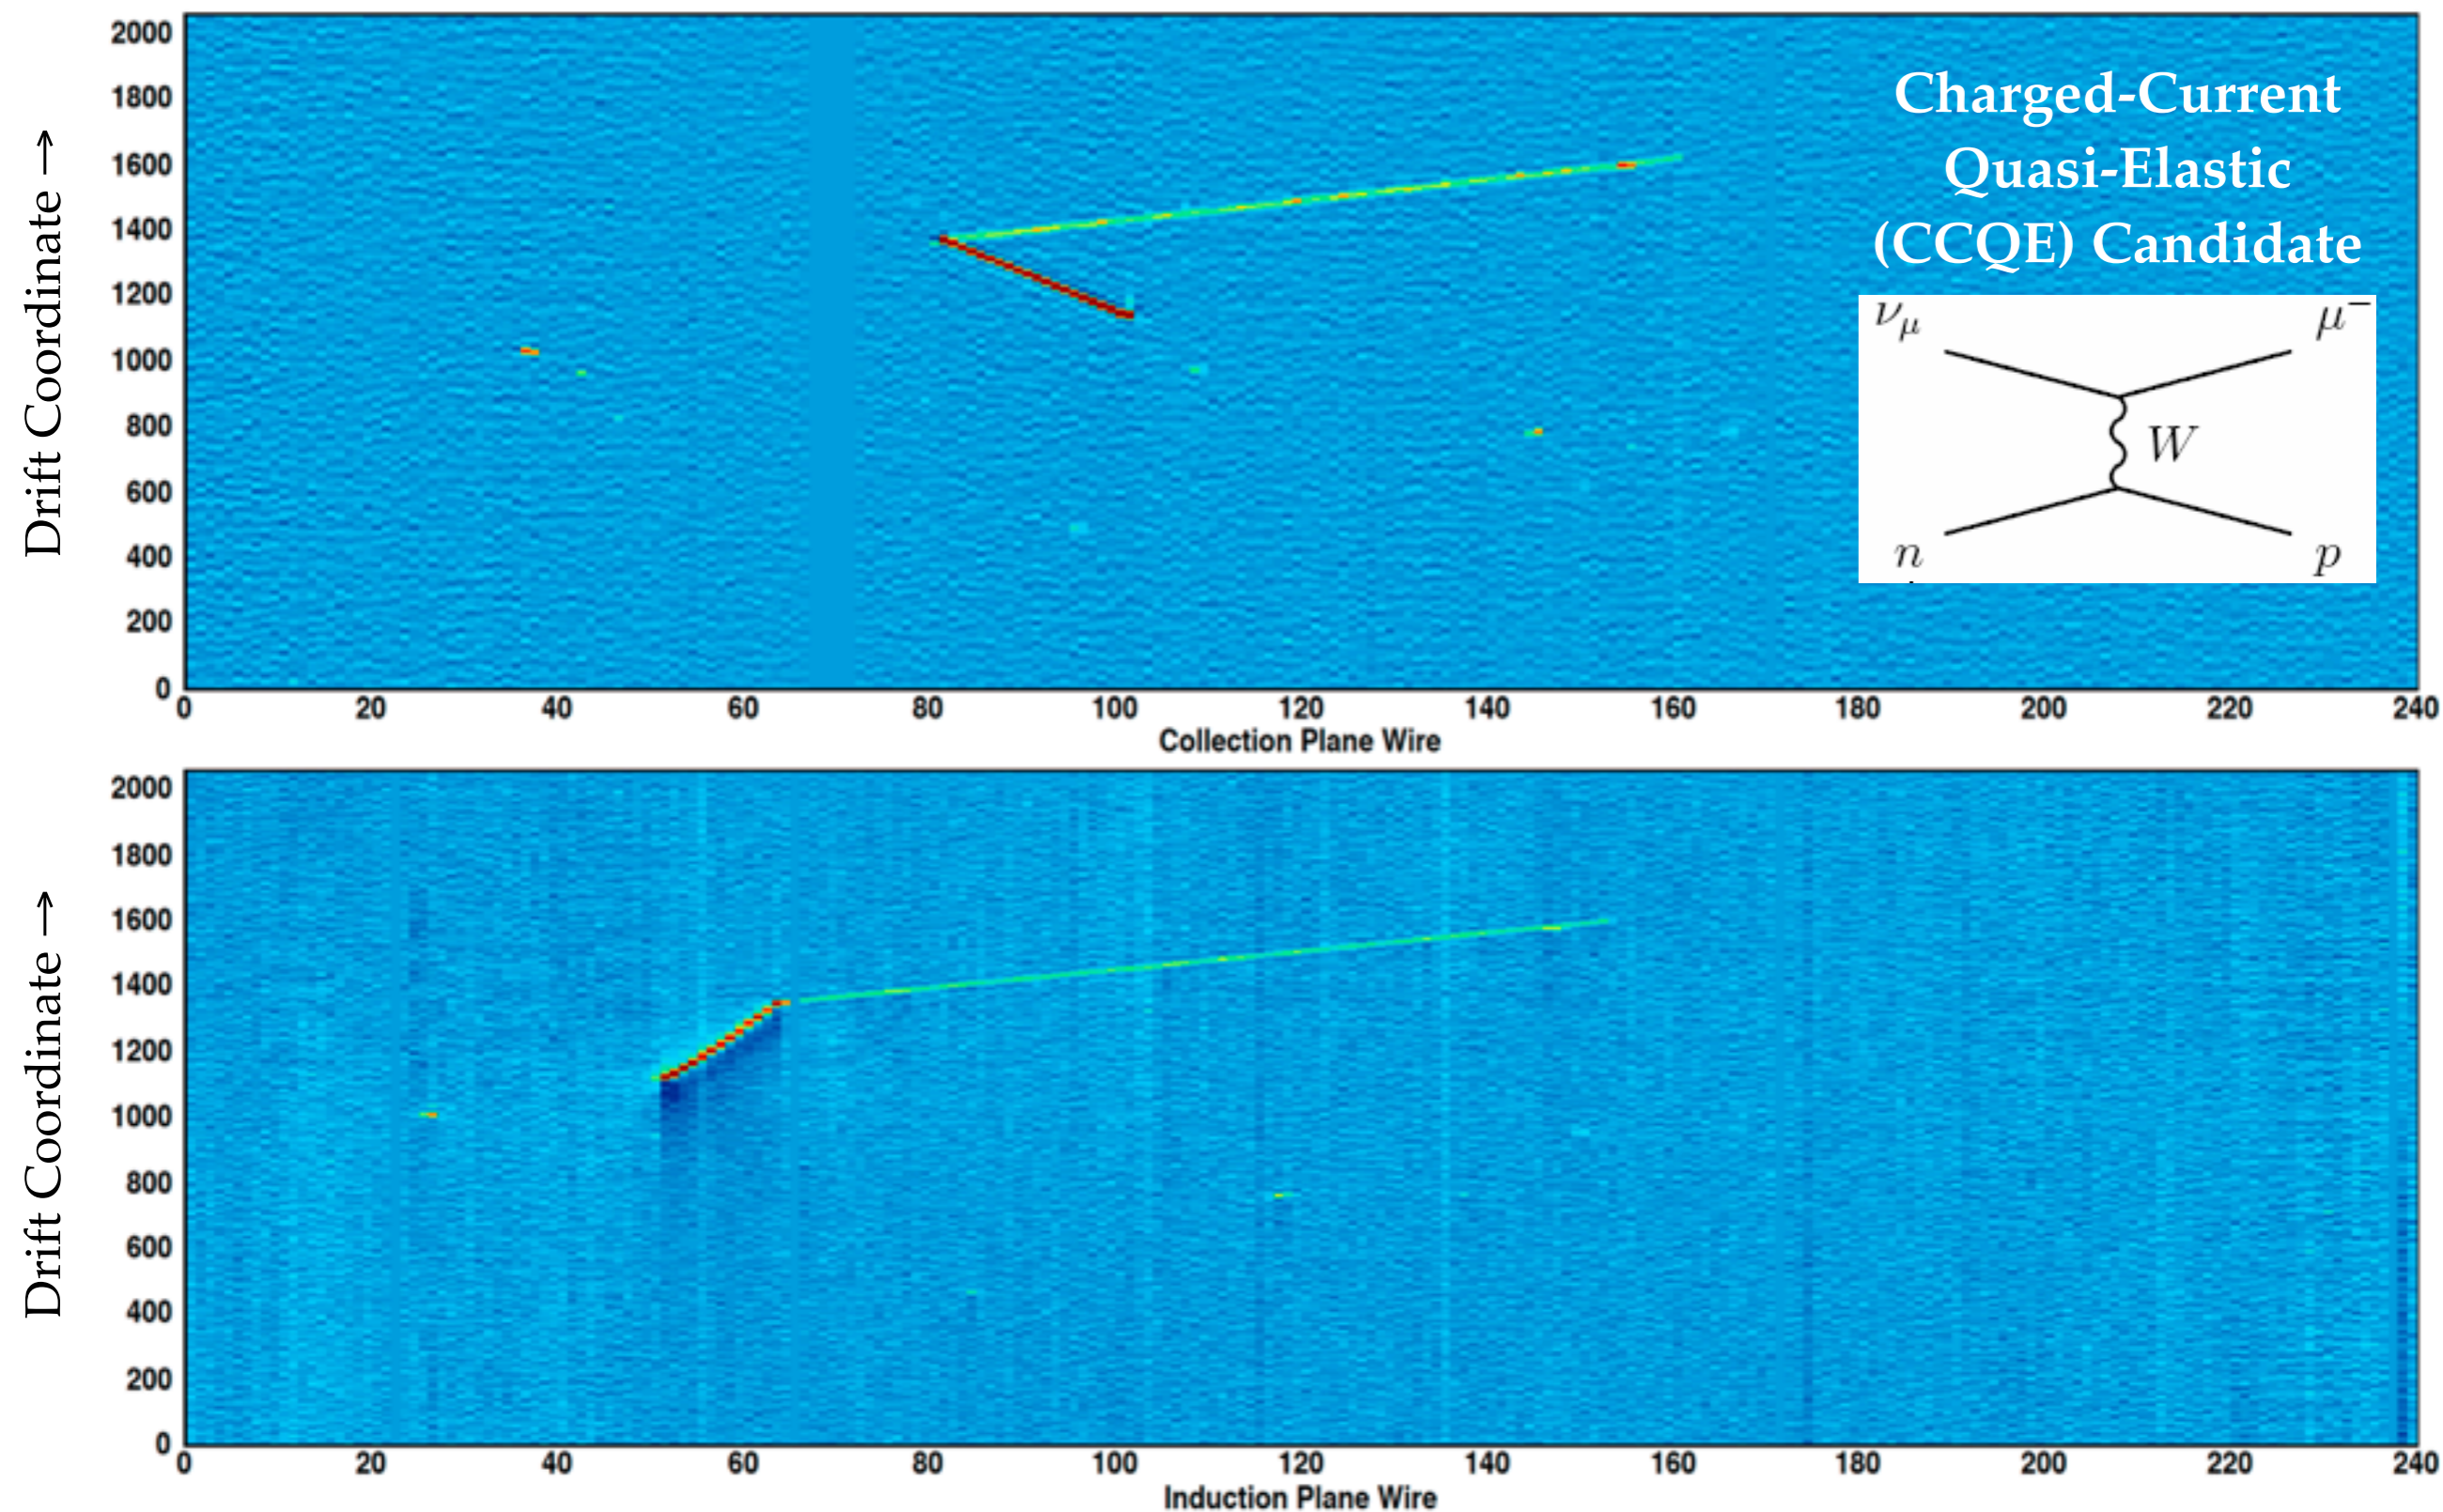 2000
1800
1600
1400
1200
1000
800
600
400
200
0
Drift Coordinate →
Charged-Current
Quasi-Elastic
(CCQE) Candidate
νμ μ−
W
n p
0 20 40 60 80 100 120 140 160 180 200 220 240
Collection Plane Wire
2000
1800
1600
1400
1200
1000
800
600
400
200
0
Drift Coordinate →
0 20 40 60 80 100 120 140 160 180 200 220 240
Induction Plane Wire